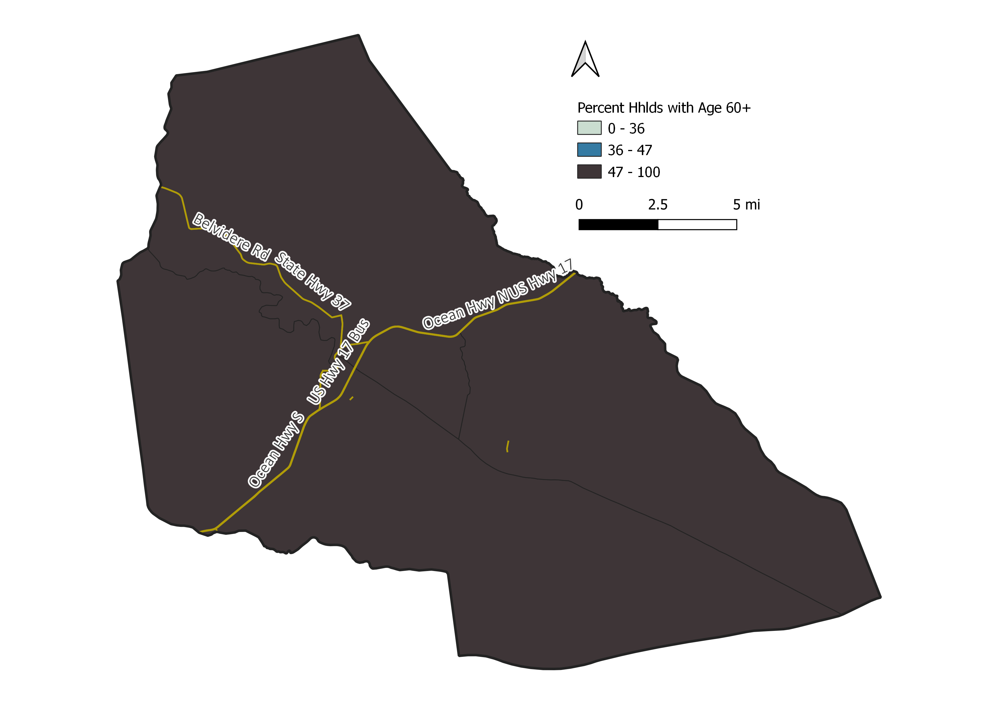 Percent Hhlds with Age 60+
0 - 36
36 - 47
47 - 100
0 2.5 5 mi
Belvidere Rd
State Hwy 37
Ocean Hwy N
US Hwy 17
US Hwy 17 Bus
Ocean Hwy S